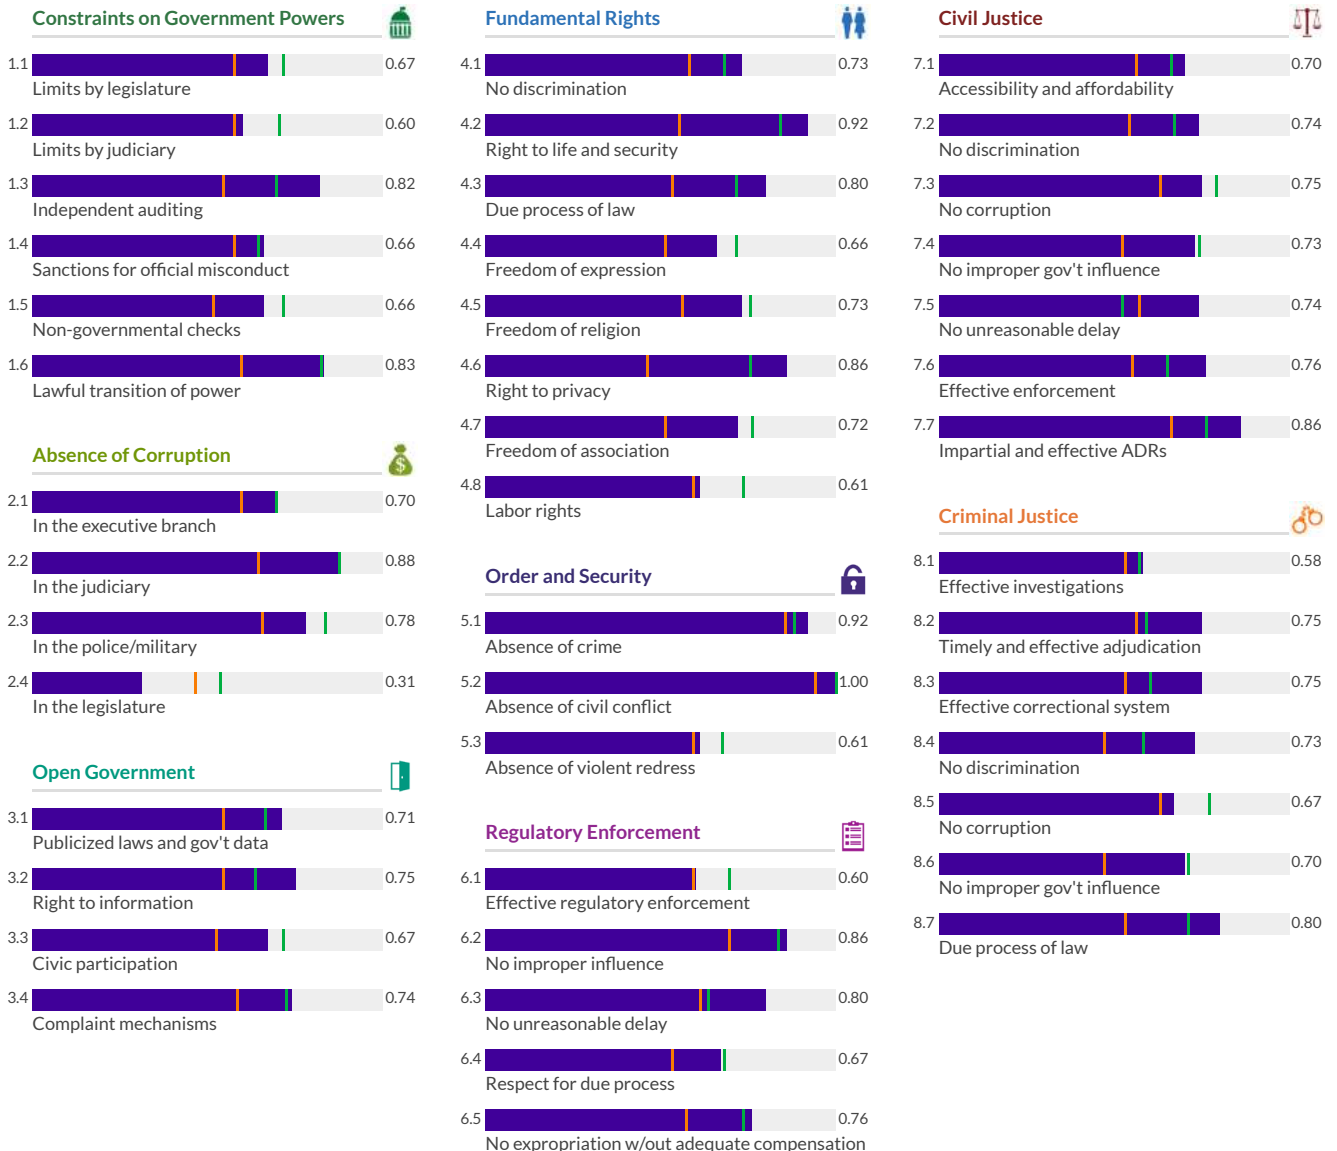 Constraints on Government Powers
1.1 0.67
Limits by legislature
1.2 0.60
Limits by judiciary
1.3 0.82
Independent auditing
1.4 0.66
Sanctions for official misconduct
1.5 0.66
Non-governmental checks
1.6 0.83
Lawful transition of power
Absence of Corruption
$
2.1 0.70
In the executive branch
2.2 0.88
In the judiciary
2.3 0.78
In the police/military
2.4 0.31
In the legislature
Open Government
3.1 0.71
Publicized laws and gov't data
3.2 0.75
Right to information
3.3 0.67
Civic participation
3.4 0.74
Complaint mechanisms
Fundamental Rights
4.1 0.73
No discrimination
4.2 0.92
Right to life and security
4.3 0.80
Due process of law
4.4 0.66
Freedom of expression
4.5 0.73
Freedom of religion
4.6 0.86
Right to privacy
4.7 0.72
Freedom of association
4.8 0.61
Labor rights
Order and Security
5.1 0.92
Absence of crime
5.2 1.00
Absence of civil conflict
5.3 0.61
Absence of violent redress
Regulatory Enforcement
6.1 0.60
Effective regulatory enforcement
6.2 0.86
No improper influence
6.3 0.80
No unreasonable delay
6.4 0.67
Respect for due process
6.5 0.76
No expropriation w/out adequate compensation
Civil Justice
7.1 0.70
Accessibility and affordability
7.2 0.74
No discrimination
7.3 0.75
No corruption
7.4 0.73
No improper gov't influence
7.5 0.74
No unreasonable delay
7.6 0.76
Effective enforcement
7.7 0.86
Impartial and effective ADRs
Criminal Justice
8.1 0.58
Effective investigations
8.2 0.75
Timely and effective adjudication
8.3 0.75
Effective correctional system
8.4 0.73
No discrimination
8.5 0.67
No corruption
8.6 0.70
No improper gov't influence
8.7 0.80
Due process of law